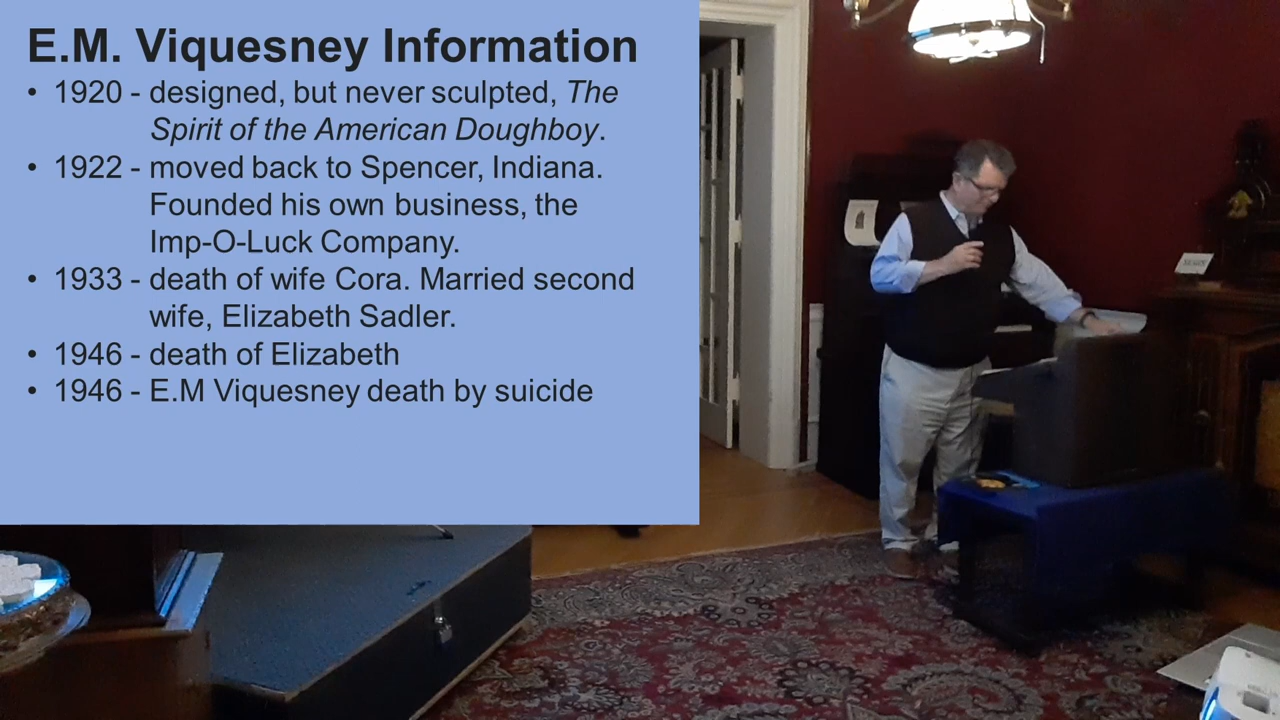 E.M. Viquesney Information
• 1920 - designed, but never sculpted, The
Spirit of the American Doughboy.
• 1922 - moved back to Spencer, Indiana.
Founded his own business, the
Imp-O-Luck Company.
• 1933 - death of wife Cora. Married second
wife, Elizabeth Sadler.
• 1946 - death of Elizabeth
• 1946 - E.M Viquesney death by suicide